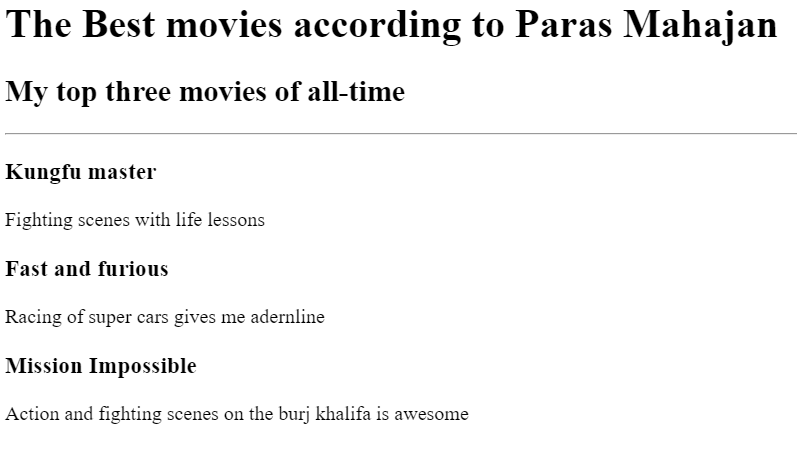 The Best movies according to Paras Mahajan
My top three movies of all-time
Kungfu master
Fighting scenes with life lessons
Fast and furious
Racing of super cars gives me adernline
Mission Impossible
Action and fighting scenes on the burj khalifa is awesome